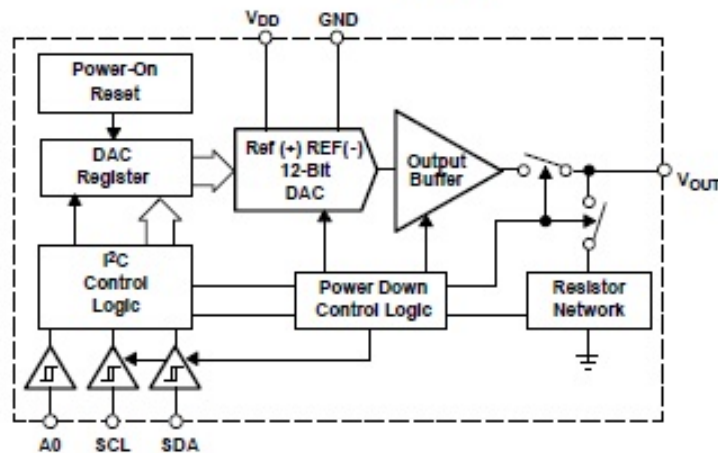 VDD
GND
Power-On
Reset
DAC
Register
Ref (+) REF(-)
12-Bit
DAC
Output
Buffer
VOUT
I²C
Control
Logic
Power Down
Control Logic
Resistor
Network
A0
SCL
SDA